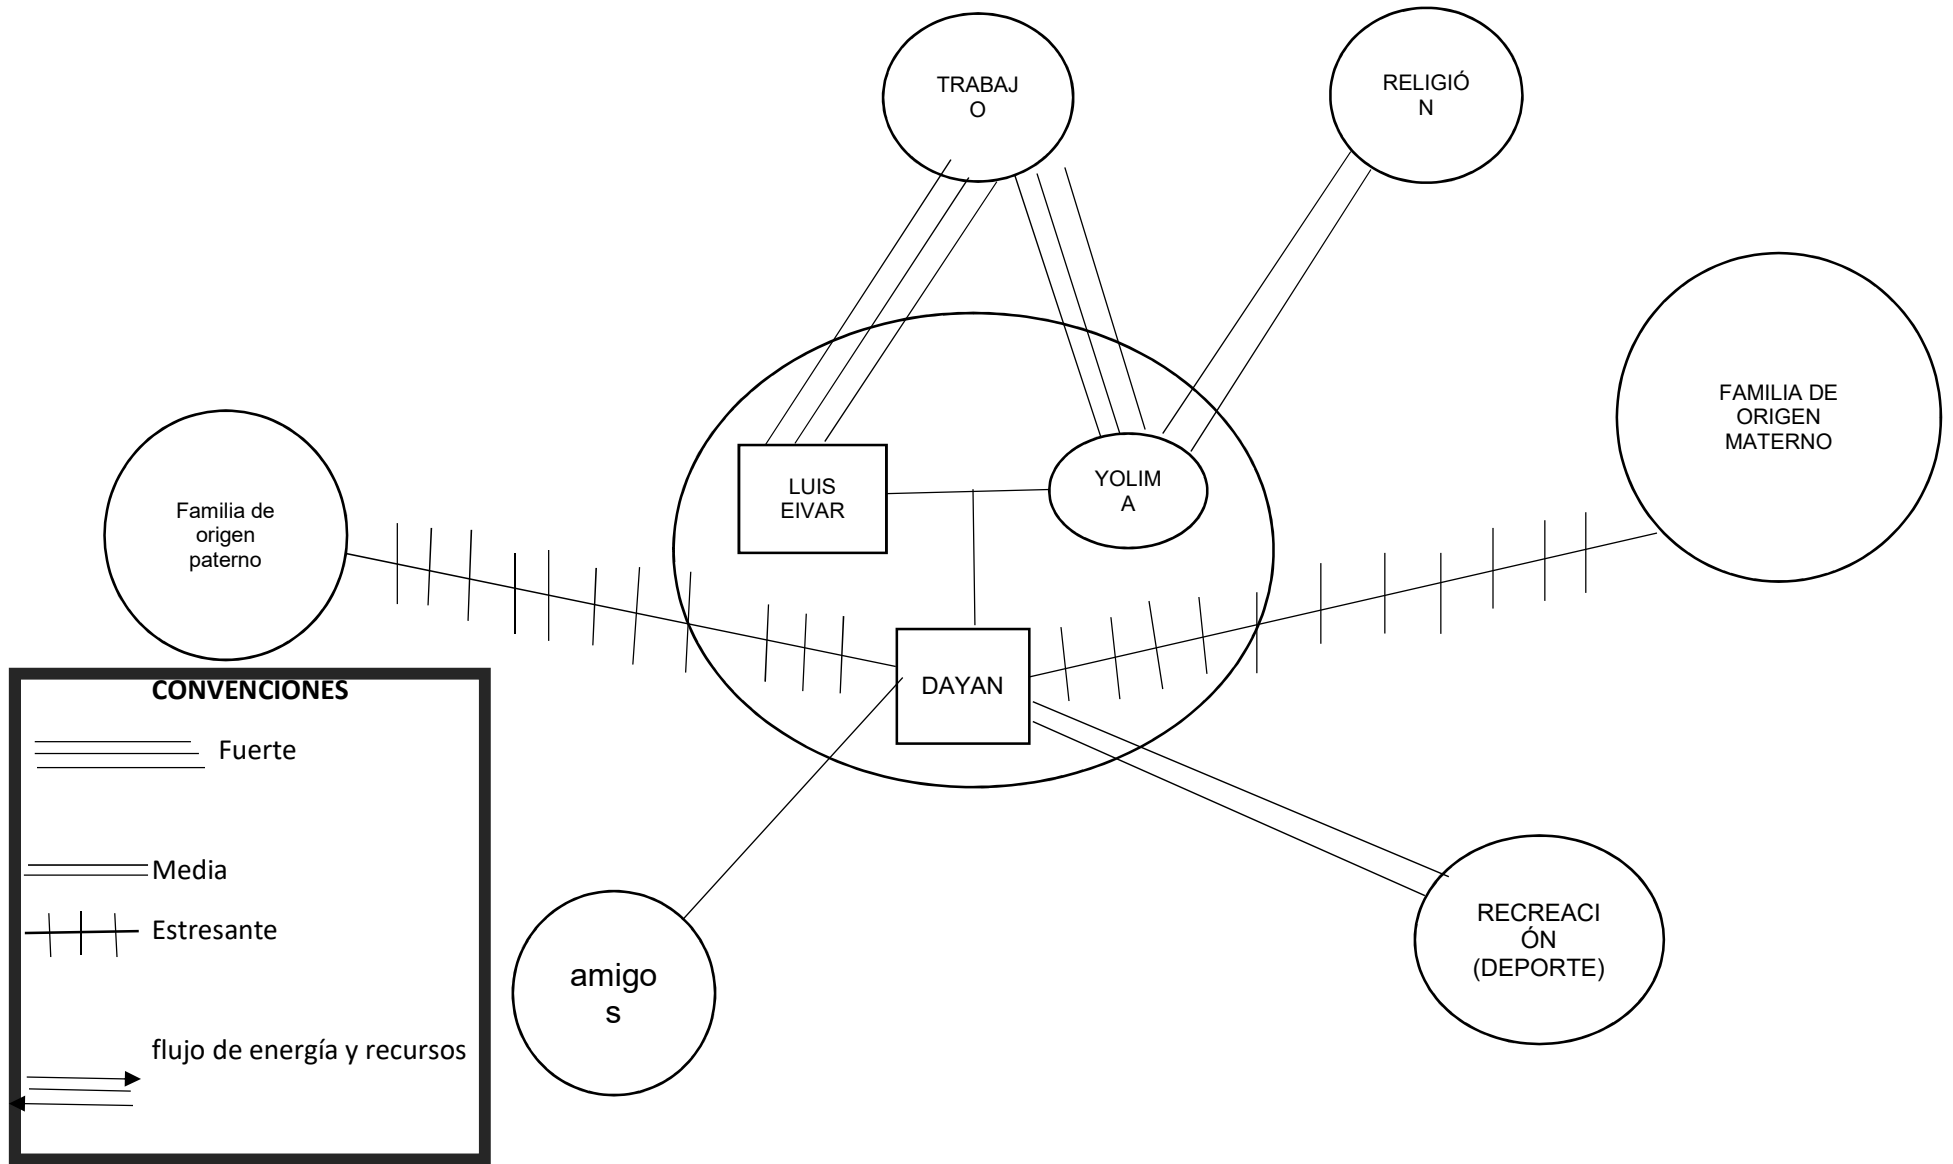 TRABAJ
O
RELIGIÓ
N
FAMILIA DE
ORIGEN
MATERNO
Familia de
origen
paterno
LUIS
EIVAR
YOLIM
A
DAYAN
CONVENCIONES
Fuerte
Media
Estresante
flujo de energía y recursos
amigo
s
RECREACI
ÓN
(DEPORTE)